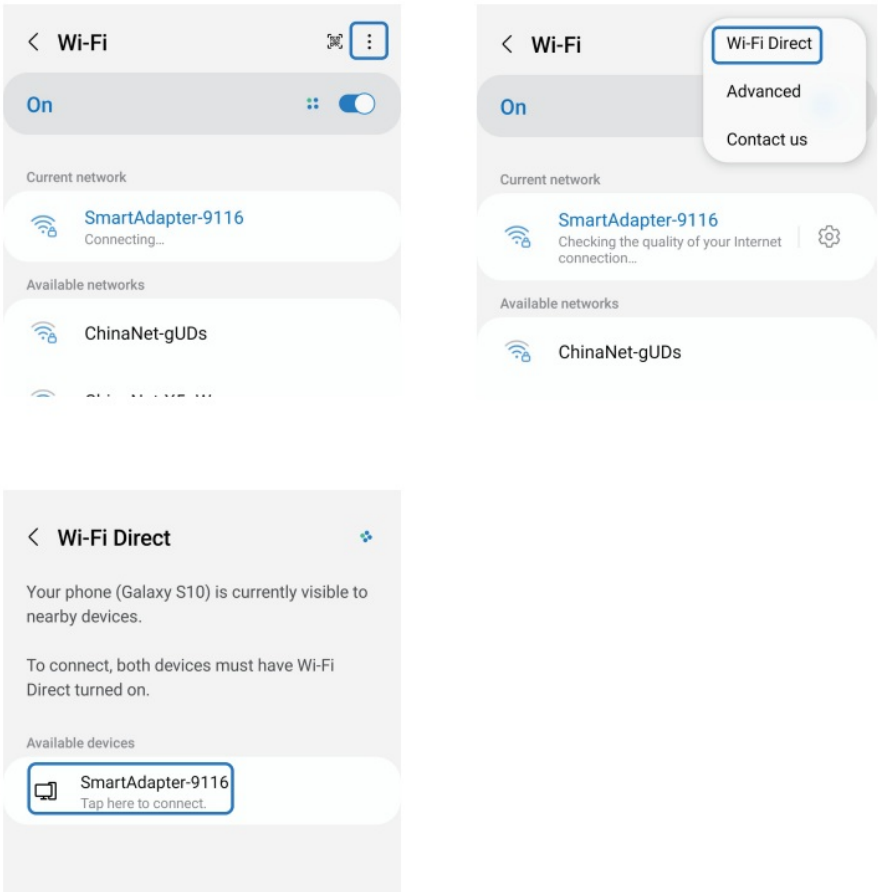 Wi-Fi
On
Current network
SmartAdapter-9116
Connecting...
Available networks
ChinaNet-gUDs
Wi-Fi
Wi-Fi Direct
Advanced
Contact us
On
Current network
SmartAdapter-9116
Checking the quality of your Internet
connection...
Available networks
ChinaNet-gUDs
Wi-Fi Direct
Your phone (Galaxy S10) is currently visible to
nearby devices.
To connect, both devices must have Wi-Fi
Direct turned on.
Available devices
SmartAdapter-9116
Tap here to connect.